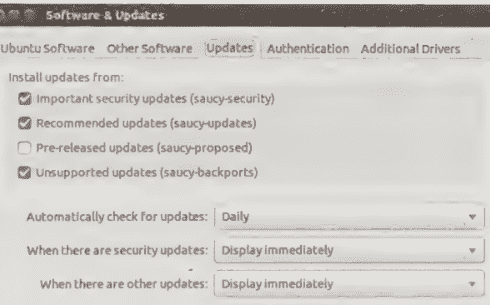 Software & Updates
Ubuntu Software Other Software Updates Authentication Additional Drivers
Install updates from:
Important security updates (saucy-security)
Recommended updates (saucy-updates)
Pre-released updates (saucy-proposed)
Unsupported updates (saucy-backports)
Automatically check for updates: Daily
When there are security updates: Display immediately
When there are other updates: Display immediately